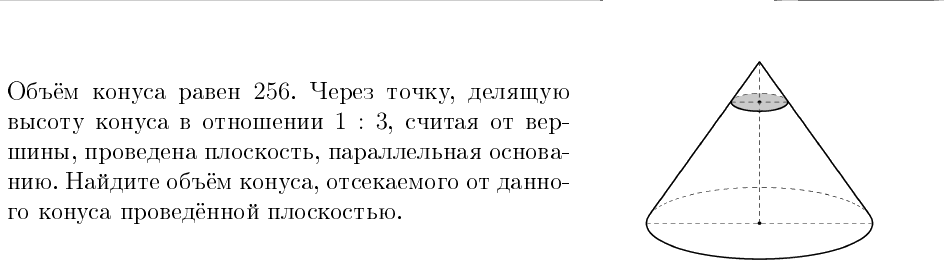 Объём конуса равен 256. Через точку, делящую
высоту конуса в отношении 1 : 3, считая от вер-
шины, проведена плоскость, параллельная основа-
нию. Найдите объём конуса, отсекаемого от данно-
го конуса проведённой плоскостью.